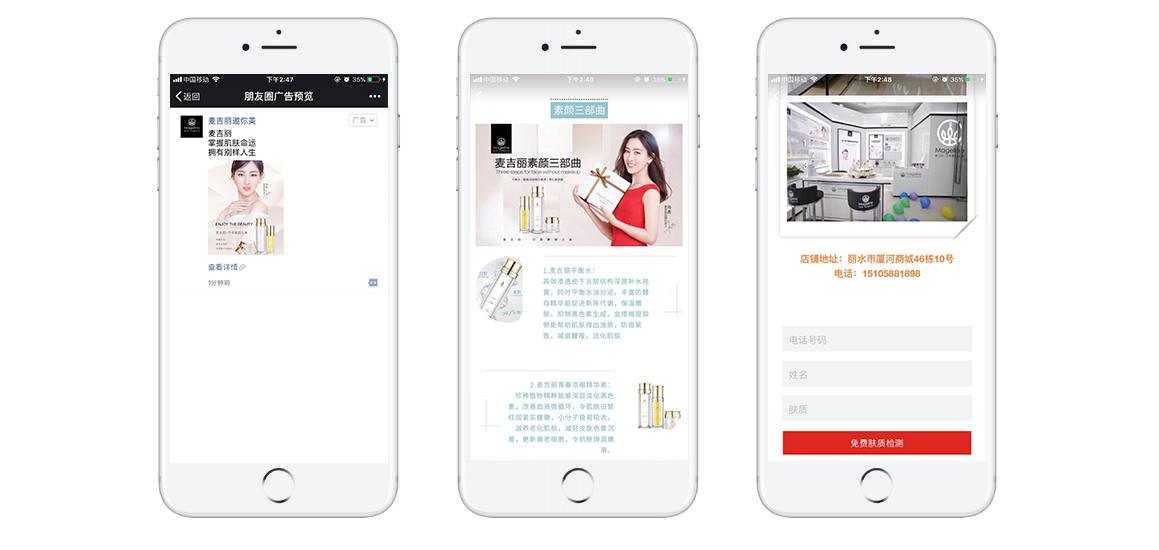 中国移动
下午2:47
35%
返回
朋友圈广告预览
麦吉丽邀你美
广告
麦吉丽
掌握肌肤命运
拥有别样人生
Mageline
ENJOY THE BEAUTY
查看详情
1分钟前
中国移动
下午2:48
35%
素颜三部曲
麦吉丽素颜三部曲
Three steps for face without makeup
1.麦吉丽平衡水：
高效渗透皮下五层结构深度补水祛
黄，同时平衡水油分泌，丰富的酵
母精华能促进新陈代谢，保湿嫩
肤，抑制黑色素生成，金缕梅提取
物能帮助肌肤排出浊质，防痘紧
致，减退黯哑，活化肌肤
2.麦吉丽青春浓缩精华素：
珍稀植物精粹能够深层淡化黑色
素，改善血液微循环，令肌肤白皙
红润紧实健康，小分子极易吸收，
滋养老化肌肤，减轻皮肤色素沉
着，更新衰老细胞，令肌肤弹润嫩
滑。
中国移动
下午2:48
35%
Mageline
店铺地址：丽水市厦河商城46栋10号
电话：15105881898
电话号码
姓名
肤质
免费肤质检测